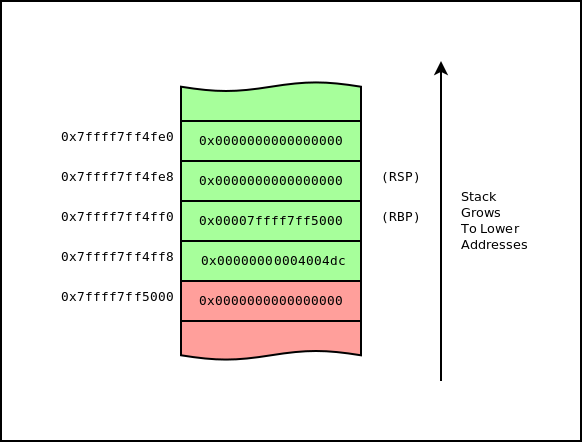 0x7ffff7ff4fe0 0x0000000000000000
0x7ffff7ff4fe8 0x0000000000000000 (RSP)
0x7ffff7ff4ff0 0x00007ffff7ff5000 (RBP)
0x7ffff7ff4ff8 0x00000000004004dc
0x7ffff7ff5000 0x0000000000000000
Stack
Grows
To Lower
Addresses